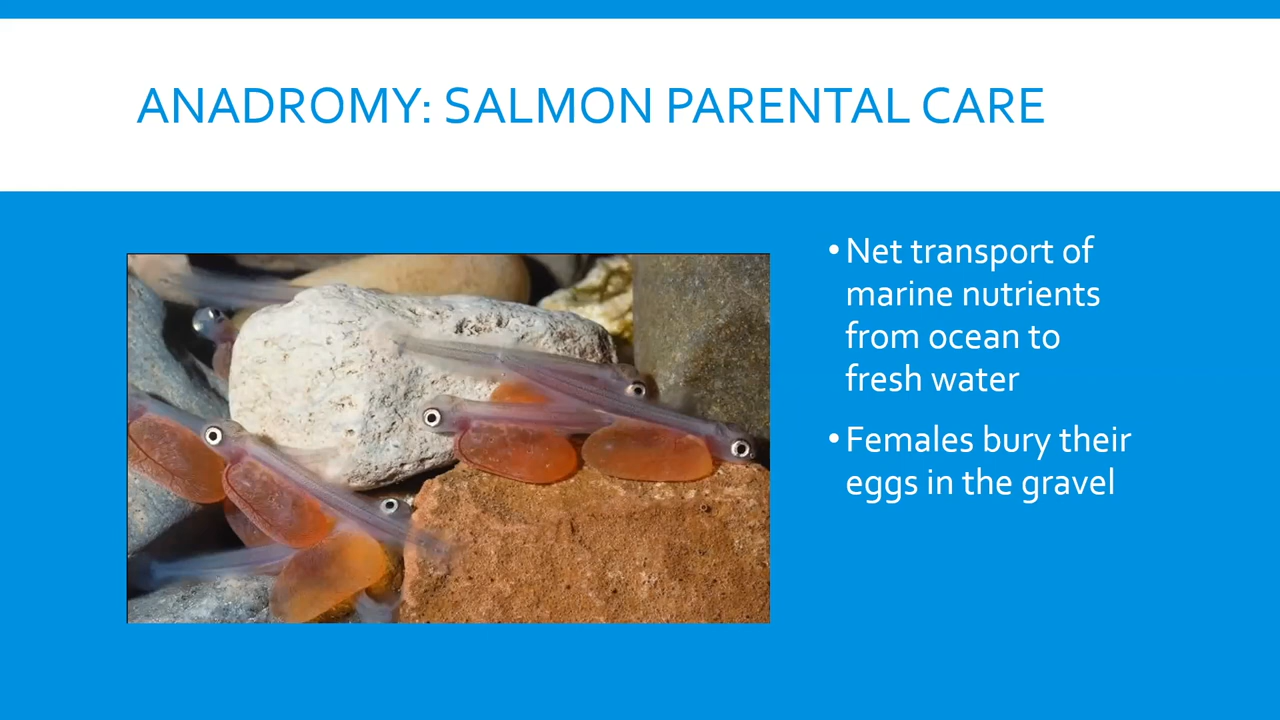 ANADROMY: SALMON PARENTAL CARE
• Net transport of
marine nutrients
from ocean to
fresh water
• Females bury their
eggs in the gravel